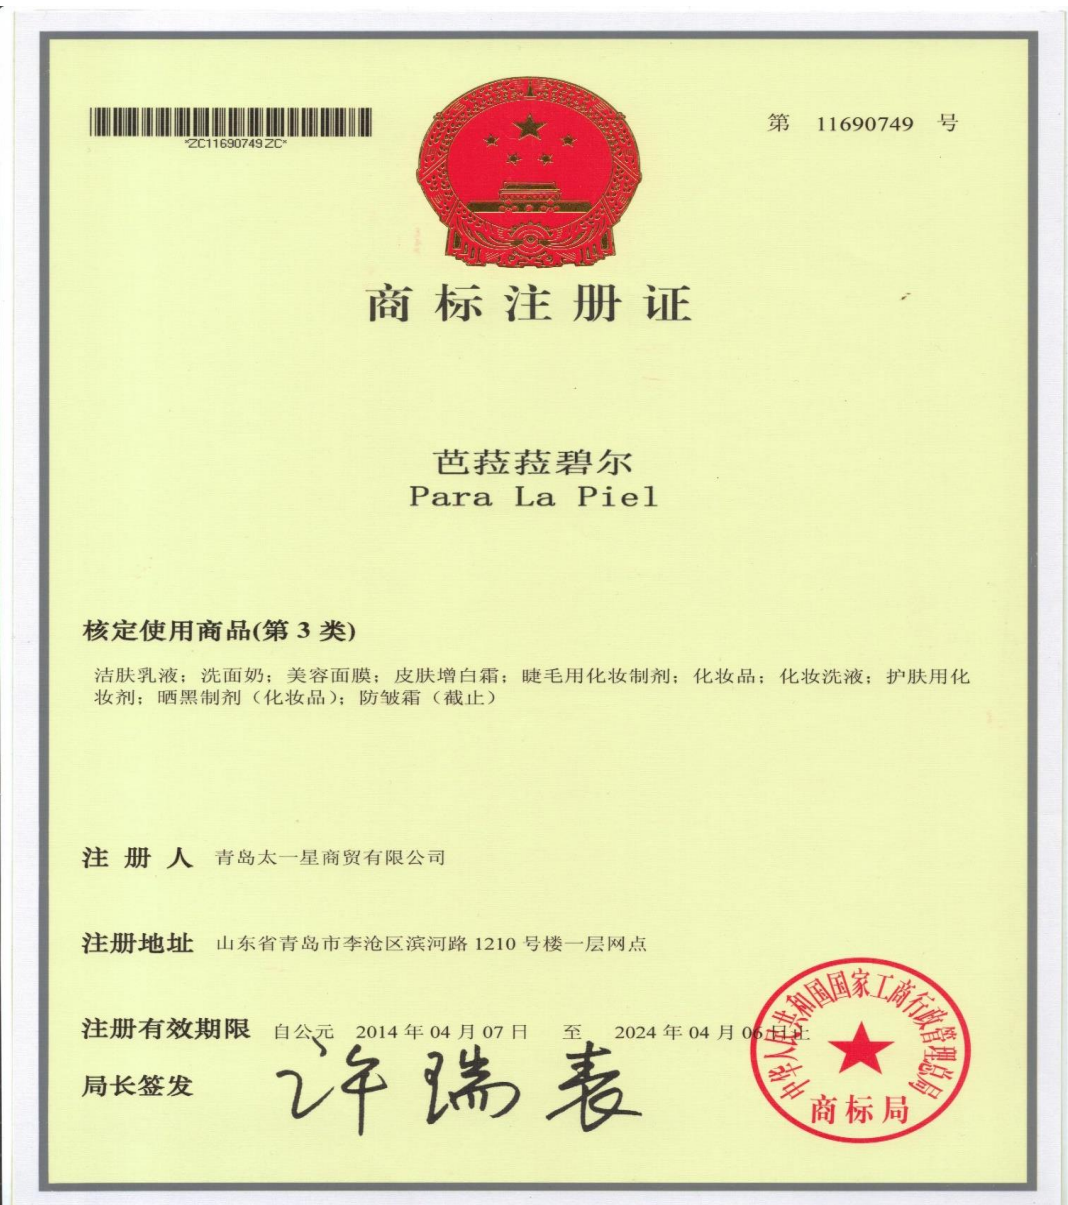 *ZC11690749ZC*
第 11690749 号
商标注册证
芭菈菈碧尔
Para La Piel
核定使用商品(第 3 类)
洁肤乳液；洗面奶；美容面膜；皮肤增白霜；睫毛用化妆制剂；化妆品；化妆洗液；护肤用化
妆剂；晒黑制剂（化妆品）；防皱霜（截止）
注 册 人 青岛太一星商贸有限公司
注册地址 山东省青岛市李沧区滨河路 1210 号楼一层网点
注册有效期限 自公元 2014 年 04 月 07 日 至 2024 年 04 月 06 日止
局长签发 许瑞表
中华人民共和国国家工商行政管理总局
商标局